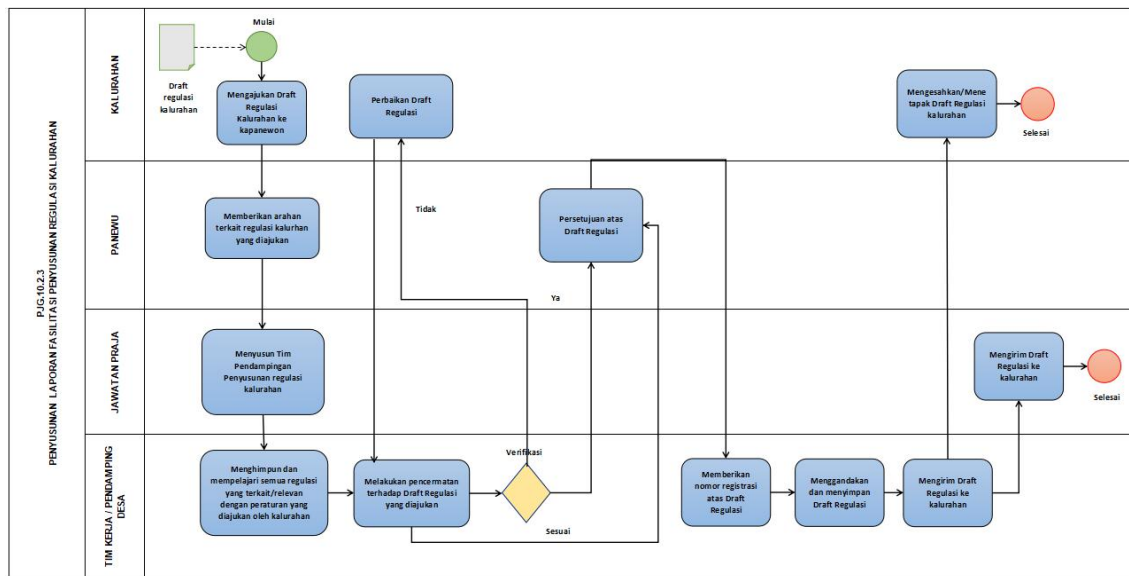 PJG.10.2.3
PENYUSUNAN LAPORAN FASILITASI PENYUSUNAN REGULASI KALURAHAN
KALURAHAN
Mulai
Draft
regulasi
kalurahan
Mengajukan Draft
Regulasi
Kalurahan ke
kapanewon
Perbaikan Draft
Regulasi
Mengesahkan/Mene
tapak Draft Regulasi
kalurahan
Selesai
PANEWU
Memberikan arahan
terkait regulasi kalurhan
yang diajukan
Tidak
Persetujuan atas
Draft Regulasi
Ya
JAWATAN PRAJA
Menyusun Tim
Pendampingan
Penyusunan regulasi
kalurahan
Mengirim Draft
Regulasi ke
kalurahan
Selesai
TIM KERJA / PENDAMPING
DESA
Menghimpun dan
mempelajari semua regulasi
yang terkait/relevan
dengan peraturan yang
diajukan oleh kalurahan
Melakukan pencermatan
terhadap Draft Regulasi
yang diajukan
Verifikasi
Sesuai
Memberikan
nomor registrasi
atas Draft
Regulasi
Menggandakan
dan menyimpan
Draft Regulasi
Mengirim Draft
Regulasi ke
kalurahan